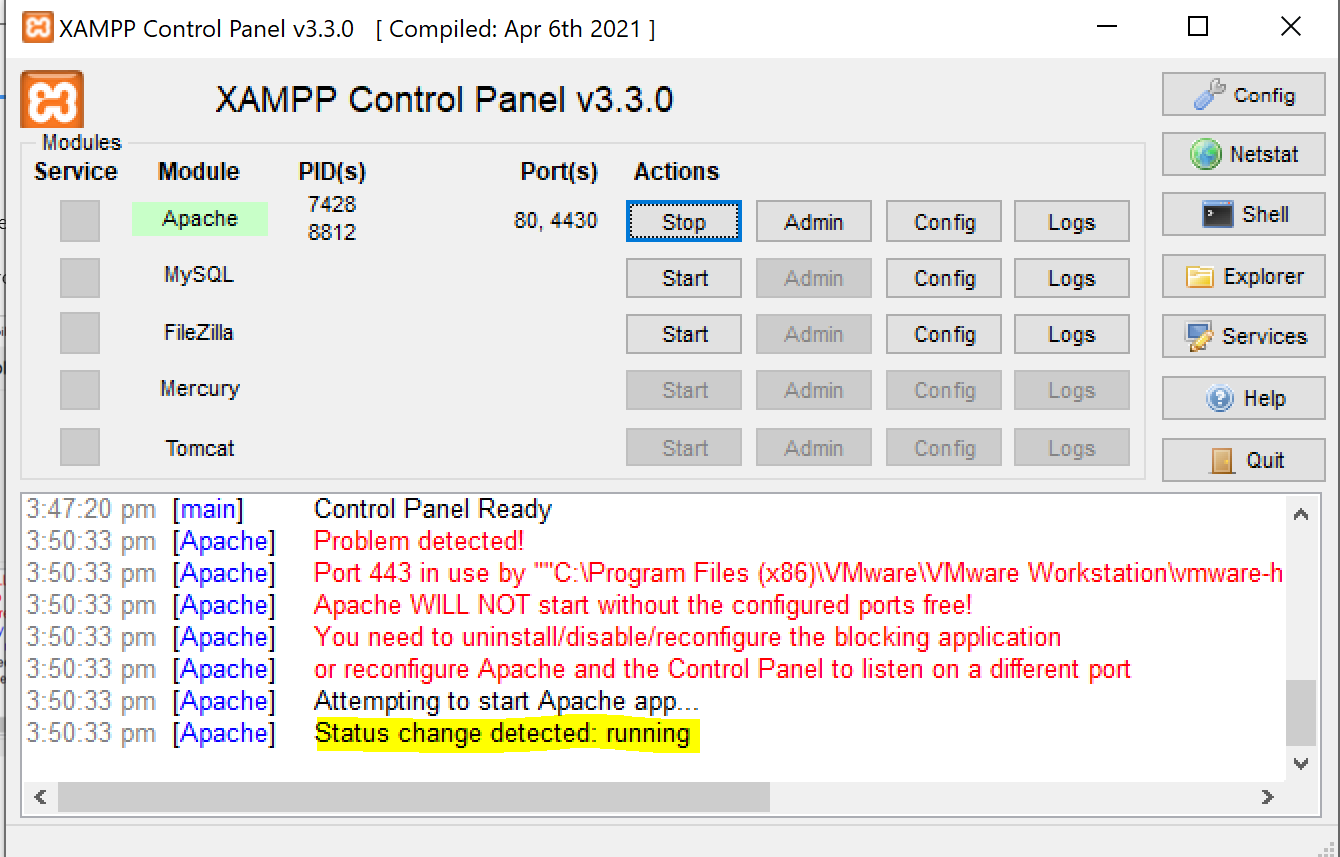 XAMPP Control Panel v3.3.0 [ Compiled: Apr 6th 2021 ]
XAMPP Control Panel v3.3.0
Config
Modules
Service Module PID(s) Port(s) Actions
Netstat
Apache 7428 8812 80, 4430 Stop Admin Config Logs
Shell
MySQL Start Admin Config Logs
Explorer
FileZilla Start Admin Config Logs
Services
Mercury Start Admin Config Logs
Help
Tomcat Start Admin Config Logs
Quit
3:47:20 pm [main] Control Panel Ready
3:50:33 pm [Apache] Problem detected!
3:50:33 pm [Apache] Port 443 in use by ""C:\Program Files (x86)\VMware\VMware Workstation\vmware-h
3:50:33 pm [Apache] Apache WILL NOT start without the configured ports free!
3:50:33 pm [Apache] You need to uninstall/disable/reconfigure the blocking application
3:50:33 pm [Apache] or reconfigure Apache and the Control Panel to listen on a different port
3:50:33 pm [Apache] Attempting to start Apache app...
3:50:33 pm [Apache] Status change detected: running